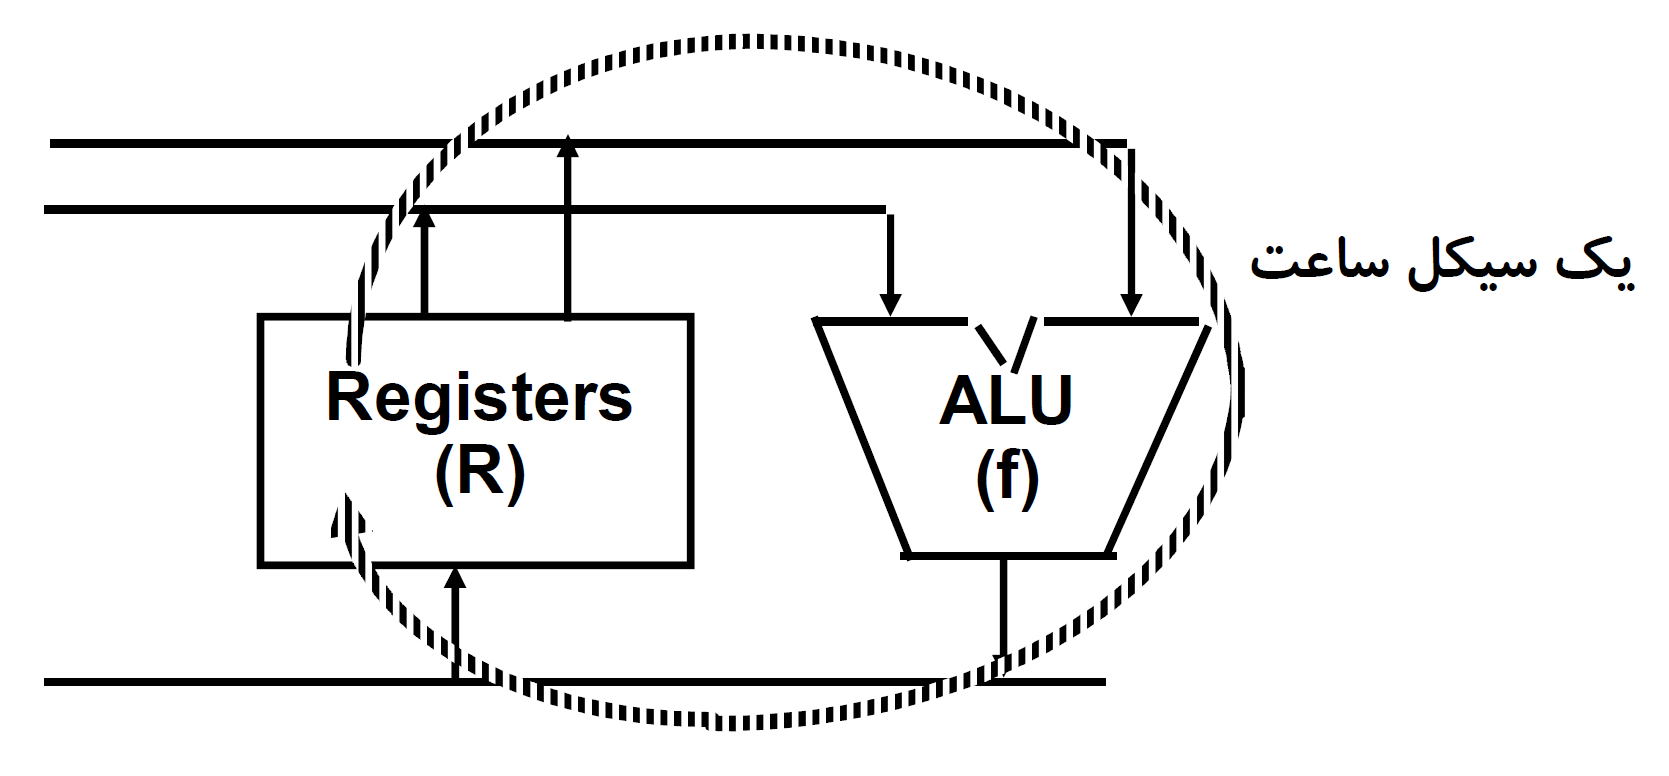 یک سیکل ساعت
Registers
(R)
ALU
(f)